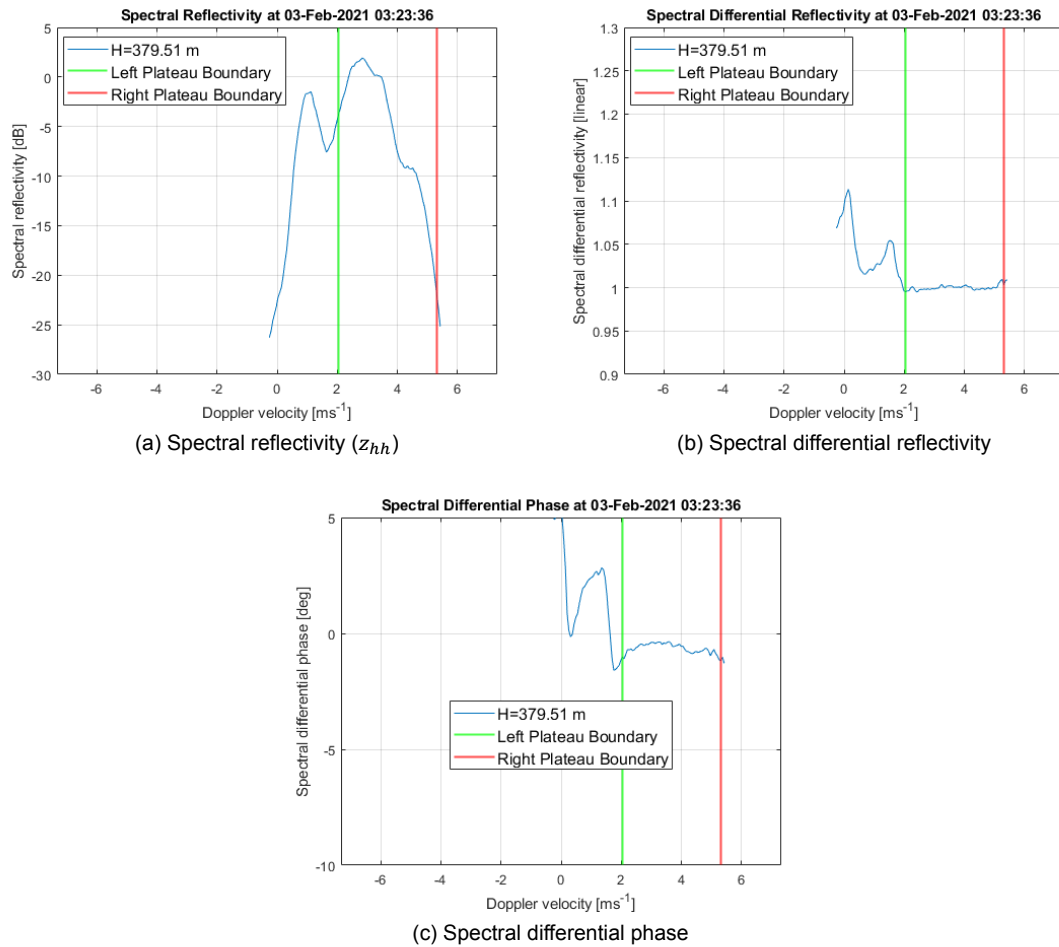 Spectral Reflectivity at 03-Feb-2021 03:23:36
5
0
-5
-10
-15
-20
-25
-30
Spectral reflectivity [dB]
H=379.51 m
Left Plateau Boundary
Right Plateau Boundary
-6 -4 -2 0 2 4 6
Doppler velocity [ms⁻¹]
(a) Spectral reflectivity (z_hh)
Spectral Differential Reflectivity at 03-Feb-2021 03:23:36
1.3
1.25
1.2
1.15
1.1
1.05
1
0.95
0.9
Spectral differential reflectivity [linear]
H=379.51 m
Left Plateau Boundary
Right Plateau Boundary
-6 -4 -2 0 2 4 6
Doppler velocity [ms⁻¹]
(b) Spectral differential reflectivity
Spectral Differential Phase at 03-Feb-2021 03:23:36
5
0
-5
-10
Spectral differential phase [deg]
H=379.51 m
Left Plateau Boundary
Right Plateau Boundary
-6 -4 -2 0 2 4 6
Doppler velocity [ms⁻¹]
(c) Spectral differential phase